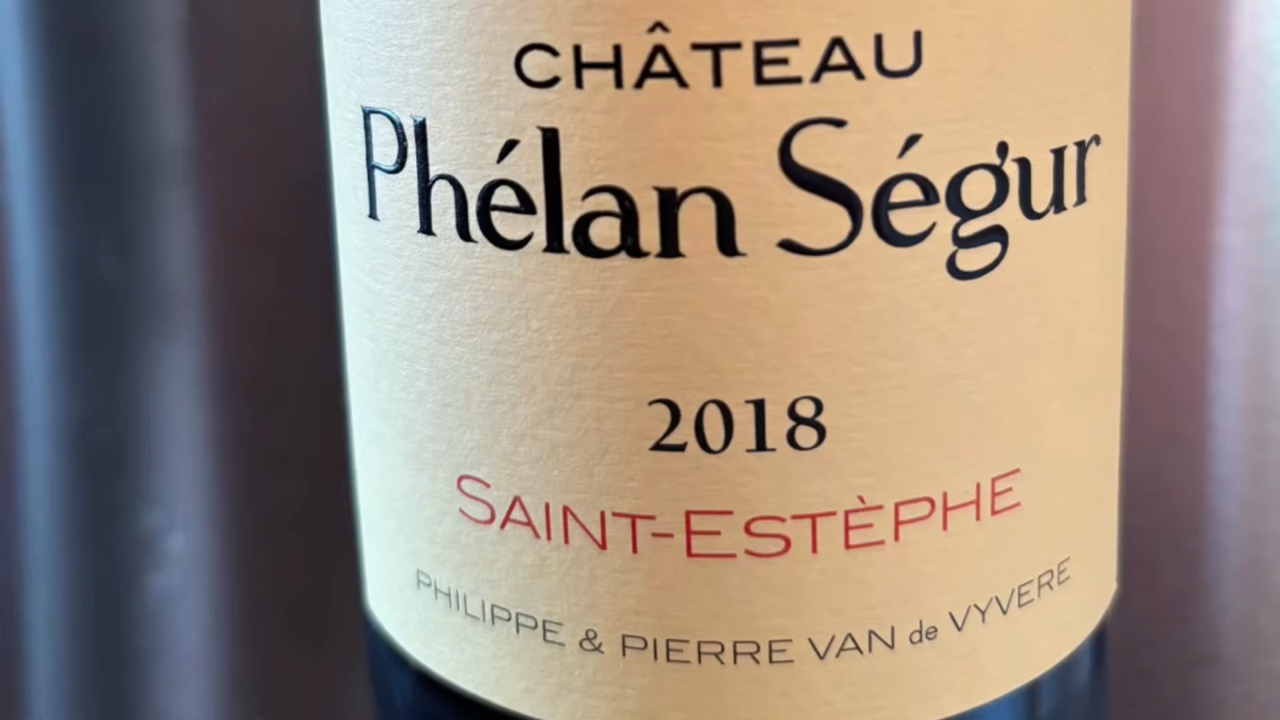 CHÂTEAU
Phélan Ségur
2018
SAINT-ESTÈPHE
PHILIPPE & PIERRE VAN de VYVERE